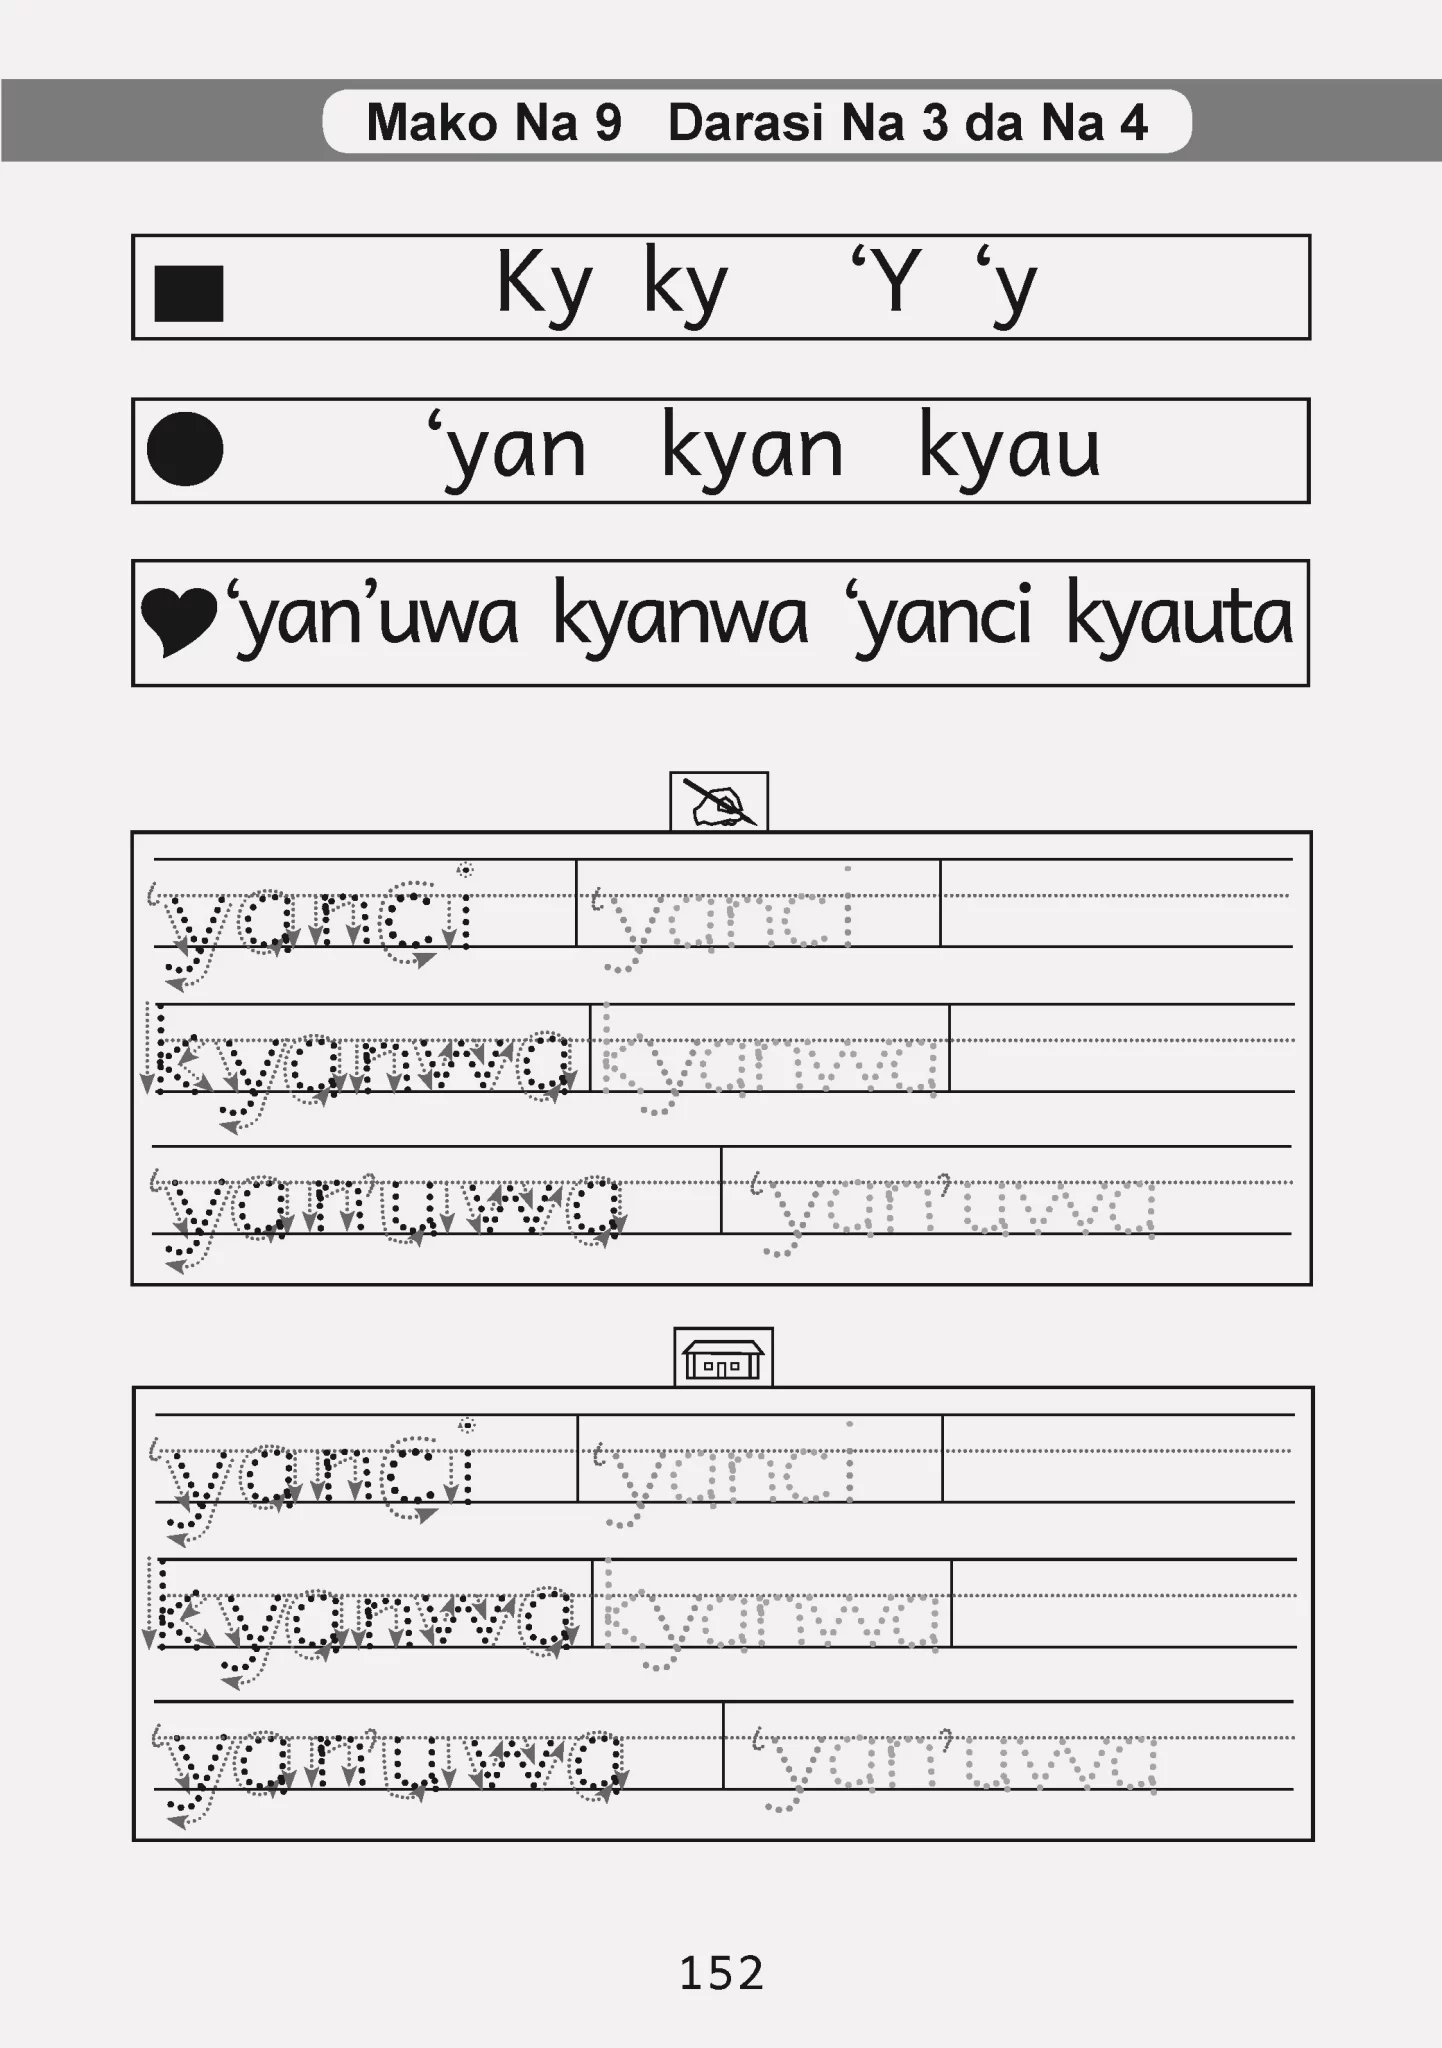 Mako Na 9 Darasi Na 3 da Na 4
Ky ky ‘Y ‘y
‘yan kyan kyau
‘yan’uwa kyanwa ‘yanci kyauta
‘yanci ‘yanci
kyanwa kyanwa
‘yan’uwa ‘yan’uwa
‘yanci ‘yanci
kyanwa kyanwa
‘yan’uwa ‘yan’uwa
152